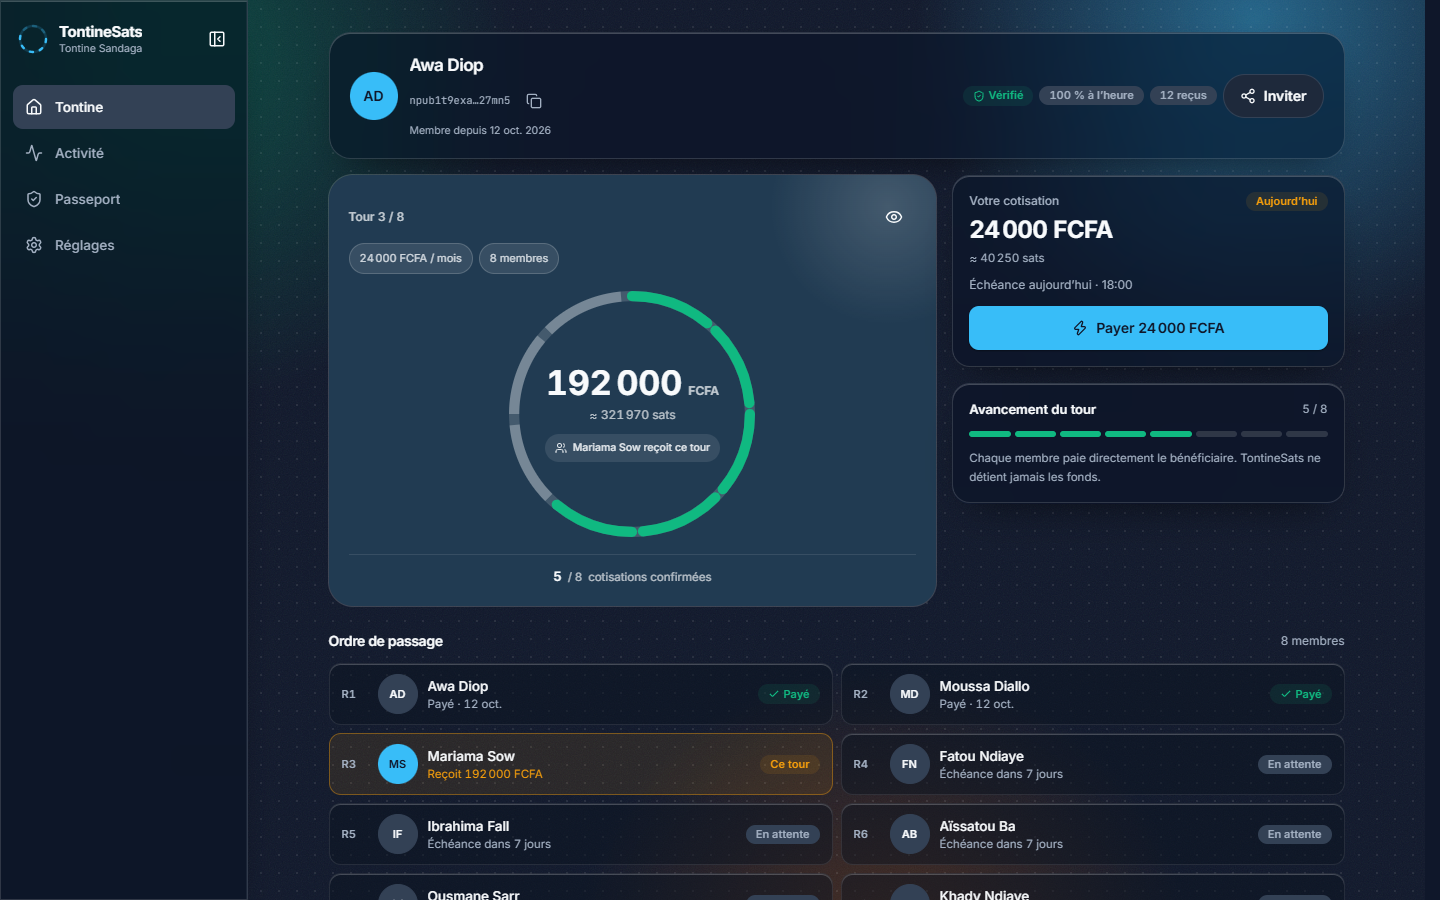 TontineSats
Tontine Sandaga
Tontine
Activité
Passeport
Réglages
AD
Awa Diop
npub1t9exa…27mn5
Membre depuis 12 oct. 2026
Vérifié
100 % à l'heure
12 reçus
Inviter
Tour 3 / 8
24 000 FCFA / mois
8 membres
192 000 FCFA
≈ 321 970 sats
Mariama Sow reçoit ce tour
5 / 8 cotisations confirmées
Votre cotisation
Aujourd'hui
24 000 FCFA
≈ 40 250 sats
Échéance aujourd'hui · 18:00
Payer 24 000 FCFA
Avancement du tour
5 / 8
Chaque membre paie directement le bénéficiaire. TontineSats ne
détient jamais les fonds.
Ordre de passage
8 membres
R1
AD
Awa Diop
Payé · 12 oct.
Payé
R2
MD
Moussa Diallo
Payé · 12 oct.
Payé
R3
MS
Mariama Sow
Reçoit 192 000 FCFA
Ce tour
R4
FN
Fatou Ndiaye
Échéance dans 7 jours
En attente
R5
IF
Ibrahima Fall
Échéance dans 7 jours
En attente
R6
AB
Aïssatou Ba
Échéance dans 7 jours
En attente
Ousmane Sarr
Khady Ndiaye